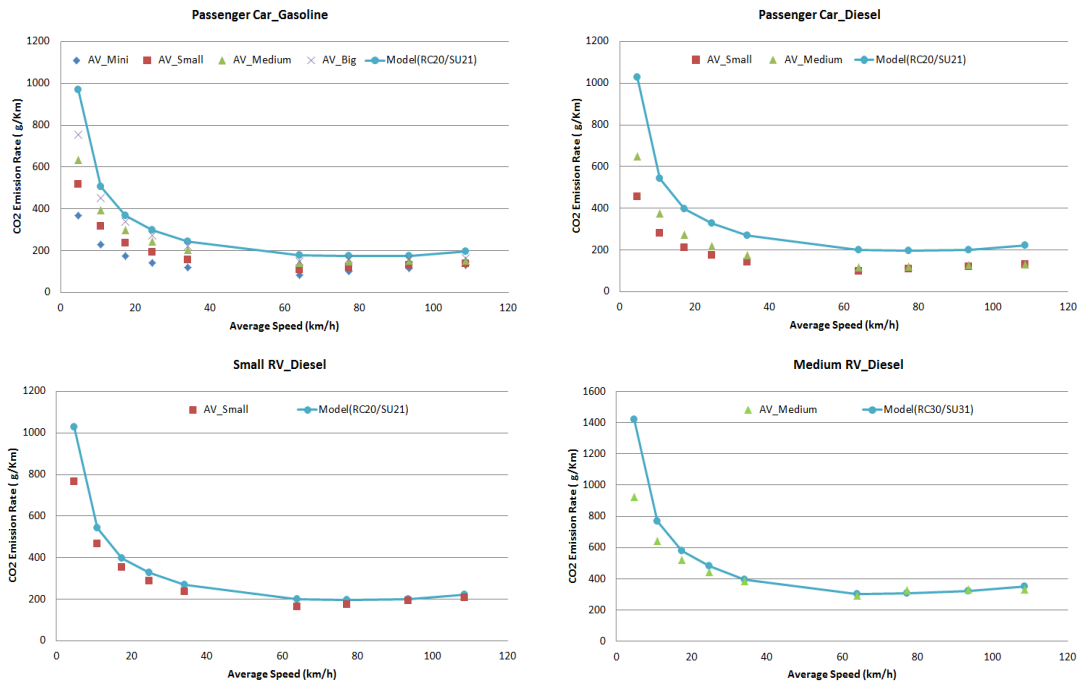 Passenger Car_Gasoline
AV_Mini AV_Small AV_Medium AV_Big Model(RC20/SU21)
CO2 Emission Rate ( g/Km)
1200
1000
800
600
400
200
0
0 20 40 60 80 100 120
Average Speed (km/h)
Passenger Car_Diesel
AV_Small AV_Medium Model(RC20/SU21)
CO2 Emission Rate ( g/Km)
1200
1000
800
600
400
200
0
0 20 40 60 80 100 120
Average Speed (km/h)
Small RV_Diesel
AV_Small Model(RC20/SU21)
CO2 Emission Rate ( g/Km)
1200
1000
800
600
400
200
0
0 20 40 60 80 100 120
Average Speed (km/h)
Medium RV_Diesel
AV_Medium Model(RC30/SU31)
CO2 Emission Rate ( g/Km)
1600
1400
1200
1000
800
600
400
200
0
0 20 40 60 80 100 120
Average Speed (km/h)